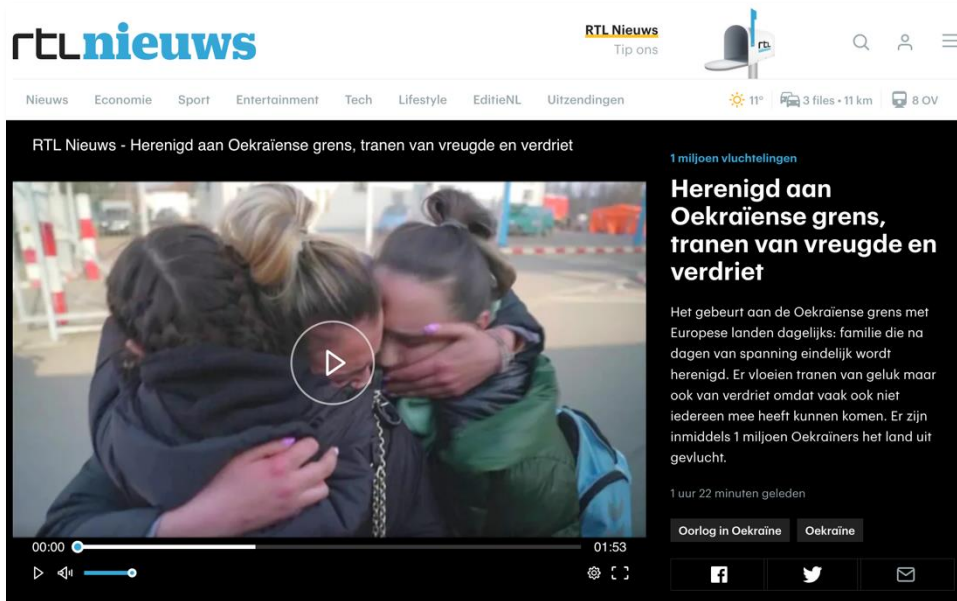 rtlnieuws
RTL Nieuws
Tip ons
rtl
Nieuws Economie Sport Entertainment Tech Lifestyle EditieNL Uitzendingen
11° 3 files • 11 km 8 OV
RTL Nieuws - Herenigd aan Oekraïense grens, tranen van vreugde en verdriet
00:00 01:53
1 miljoen vluchtelingen
Herenigd aan
Oekraïense grens,
tranen van vreugde en
verdriet
Het gebeurt aan de Oekraïense grens met
Europese landen dagelijks: familie die na
dagen van spanning eindelijk wordt
herenigd. Er vloeien tranen van geluk maar
ook van verdriet omdat vaak ook niet
iedereen mee heeft kunnen komen. Er zijn
inmiddels 1 miljoen Oekraïners het land uit
gevlucht.
1 uur 22 minuten geleden
Oorlog in Oekraïne Oekraïne